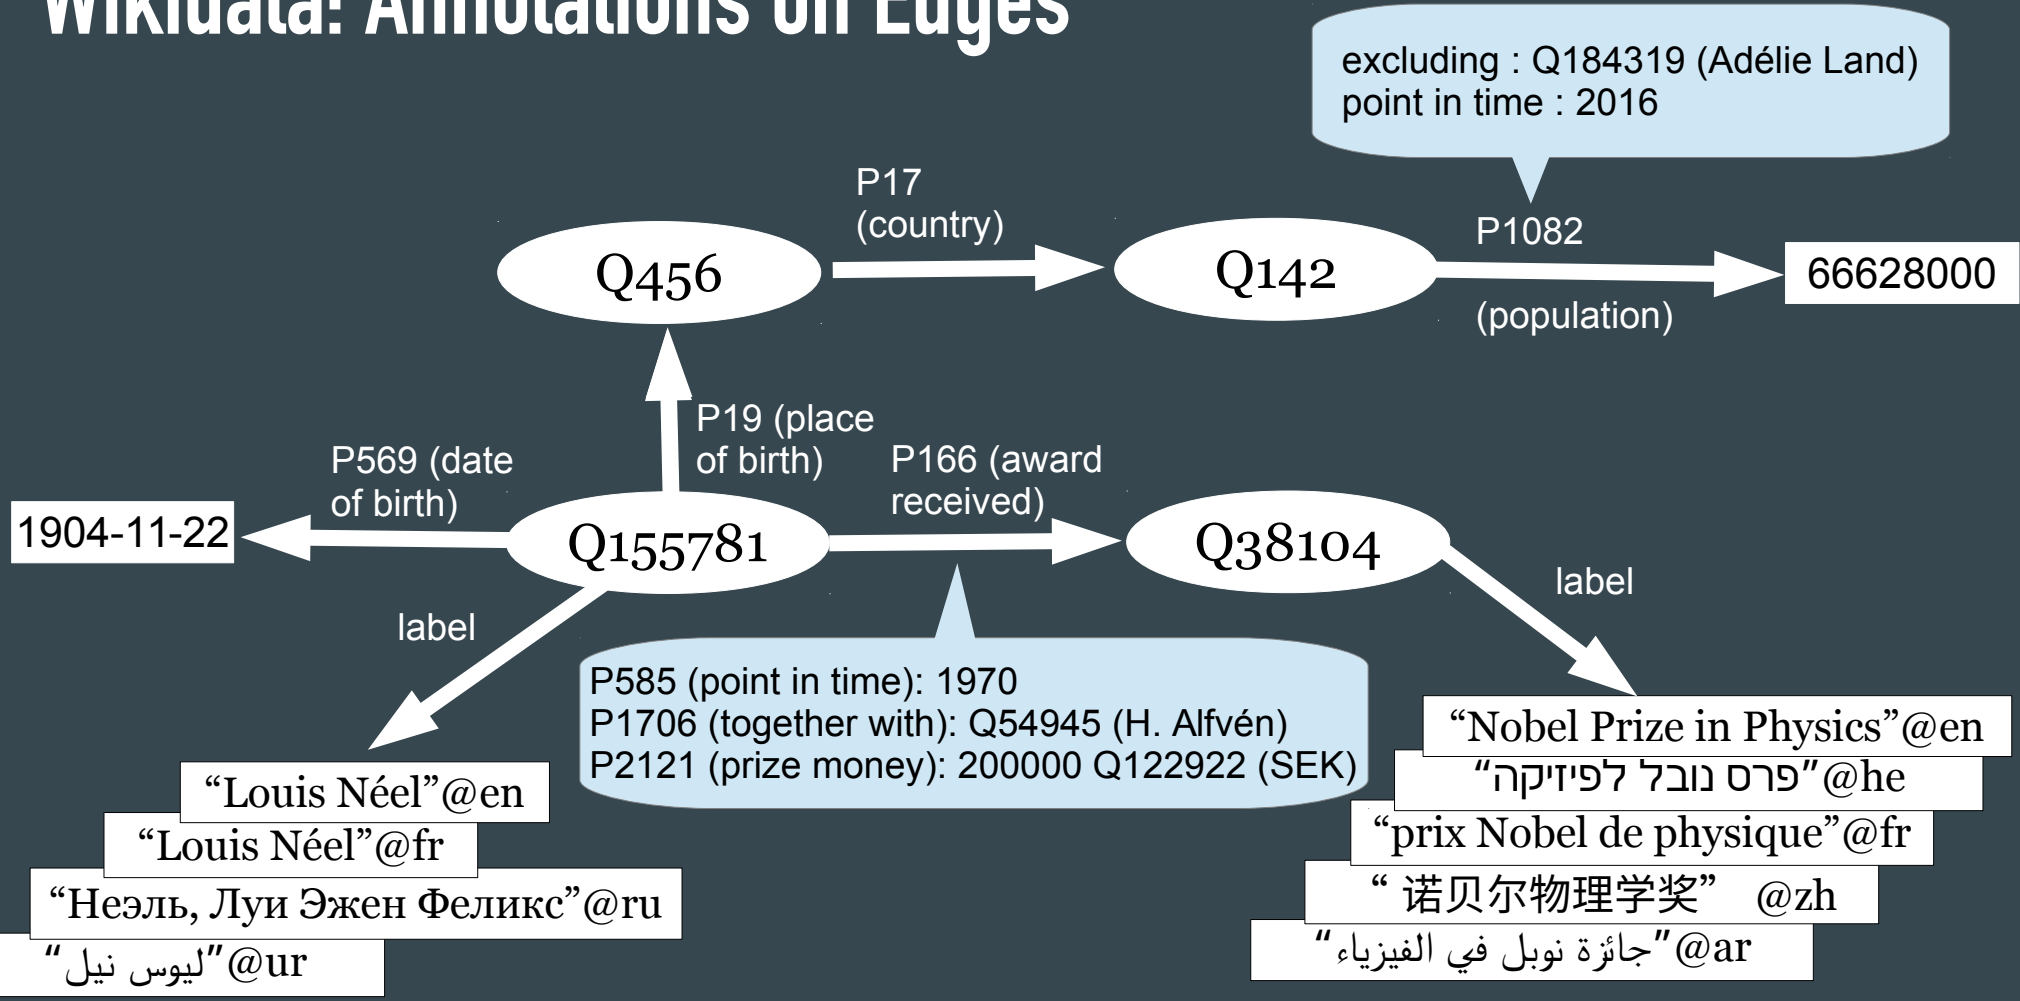 Wikidata: Annotations on Edges
excluding : Q184319 (Adélie Land)
point in time : 2016
P17
(country)
Q456
Q142
P1082
(population)
66628000
P19 (place
of birth)
P569 (date
of birth)
P166 (award
received)
1904-11-22
Q155781
Q38104
label
label
P585 (point in time): 1970
P1706 (together with): Q54945 (H. Alfvén)
P2121 (prize money): 200000 Q122922 (SEK)
“Louis Néel”@en
“Louis Néel”@fr
“Неэль, Луи Эжен Феликс”@ru
“ليوس نيل”@ur
“Nobel Prize in Physics”@en
“פרס נובל לפיזיקה”@he
“prix Nobel de physique”@fr
“ 诺贝尔物理学奖” @zh
“جائزة نوبل في الفيزياء”@ar